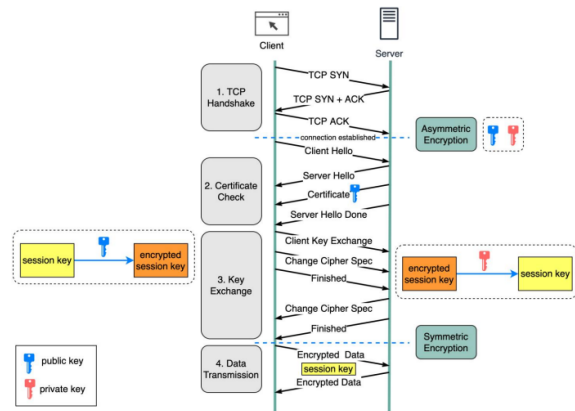 Client
Server
1. TCP
Handshake
TCP SYN
TCP SYN + ACK
TCP ACK
connection established
Asymmetric
Encryption
Client Hello
2. Certificate
Check
Server Hello
Certificate
Server Hello Done
session key
encrypted
session key
3. Key
Exchange
Client Key Exchange
Change Cipher Spec
Finished
encrypted
session key
session key
Change Cipher Spec
Finished
Symmetric
Encryption
4. Data
Transmission
Encrypted Data
session key
Encrypted Data
public key
private key